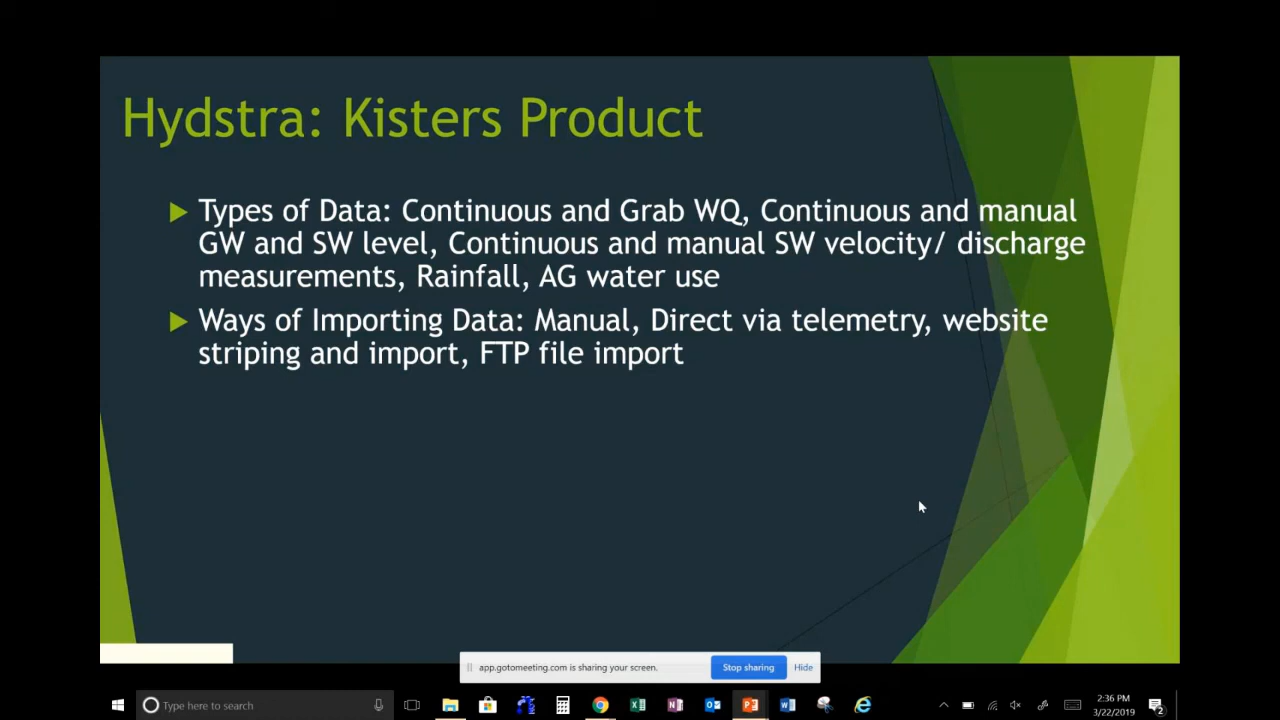 Hydstra: Kisters Product
Types of Data: Continuous and Grab WQ, Continuous and manual
GW and SW level, Continuous and manual SW velocity/ discharge
measurements, Rainfall, AG water use
Ways of Importing Data: Manual, Direct via telemetry, website
striping and import, FTP file import
app.gotomeeting.com is sharing your screen.
Stop sharing
Hide
Type here to search
2:36 PM
3/22/2019
2